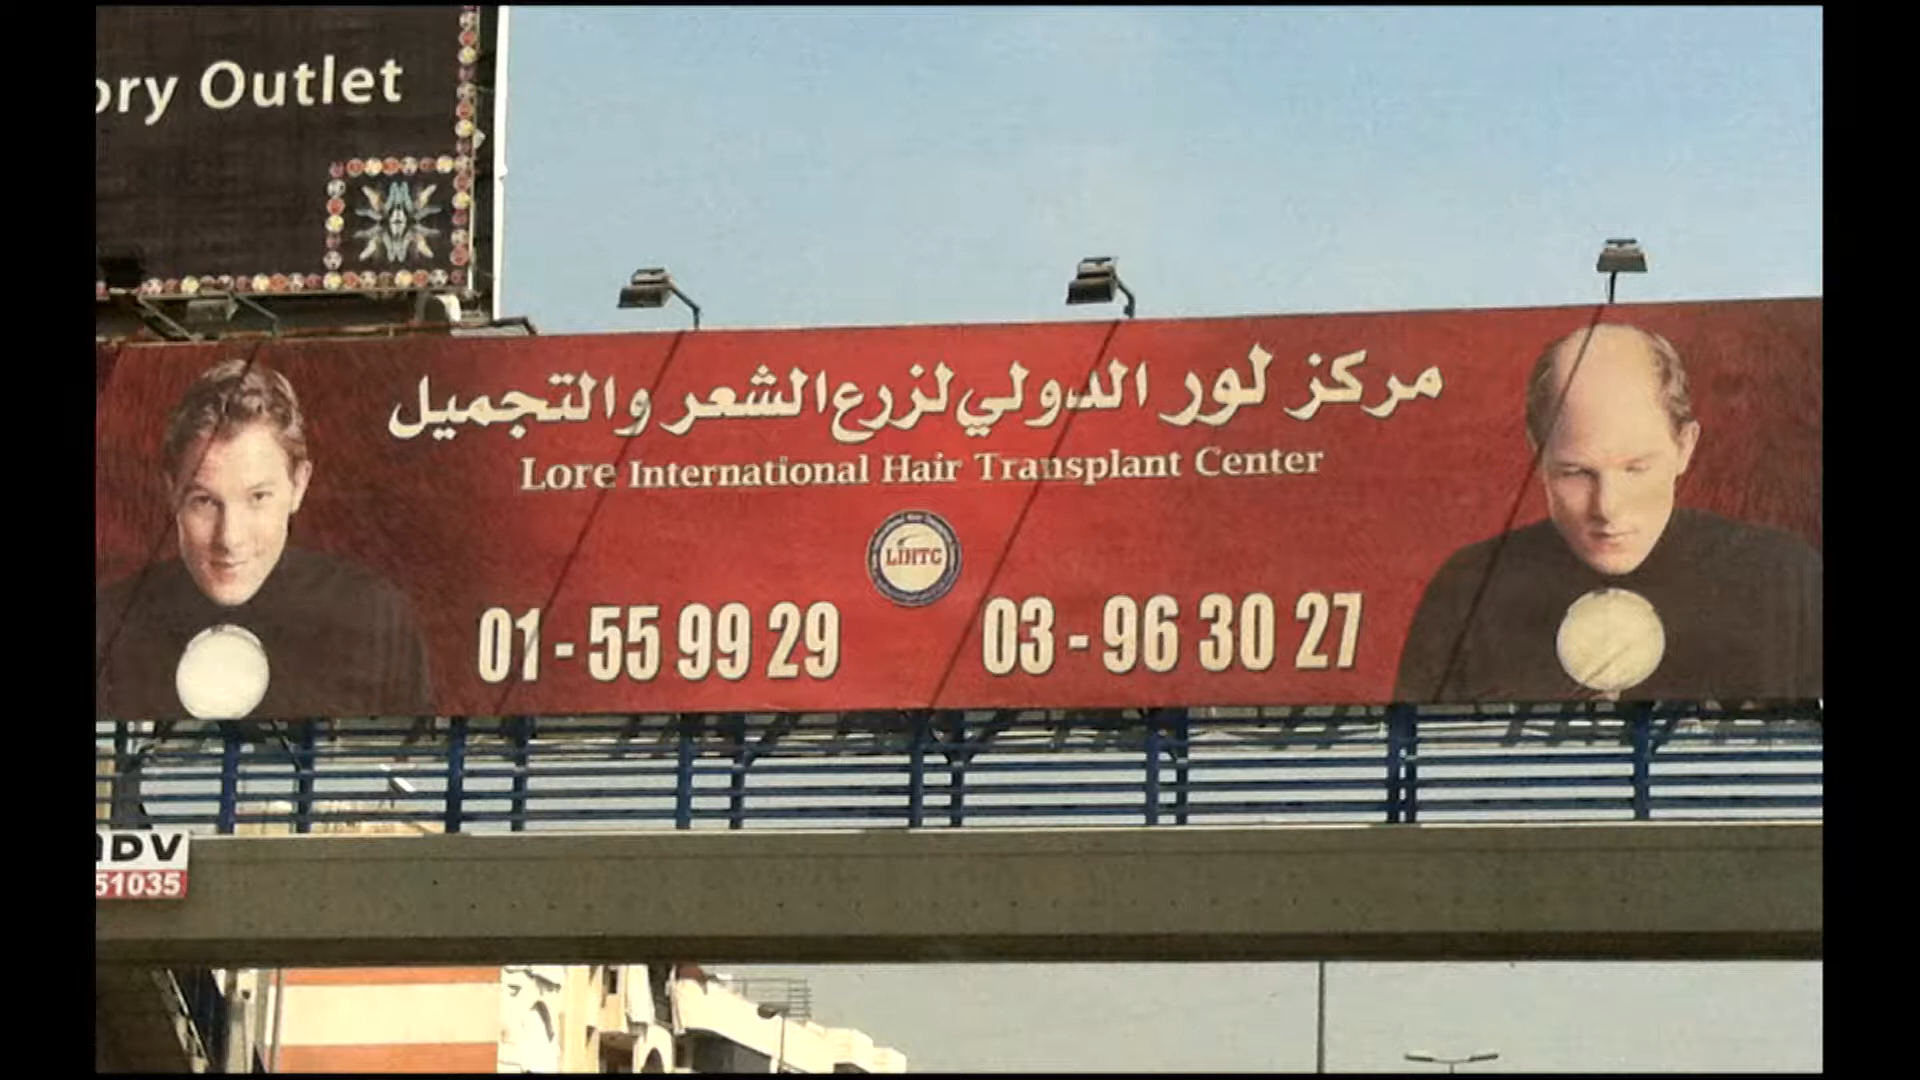 ory Outlet
مركز لور الدولي لزرع الشعر والتجميل
Lore International Hair Transplant Center
LIHTC
01 - 55 99 29
03 - 96 30 27
DV
51035